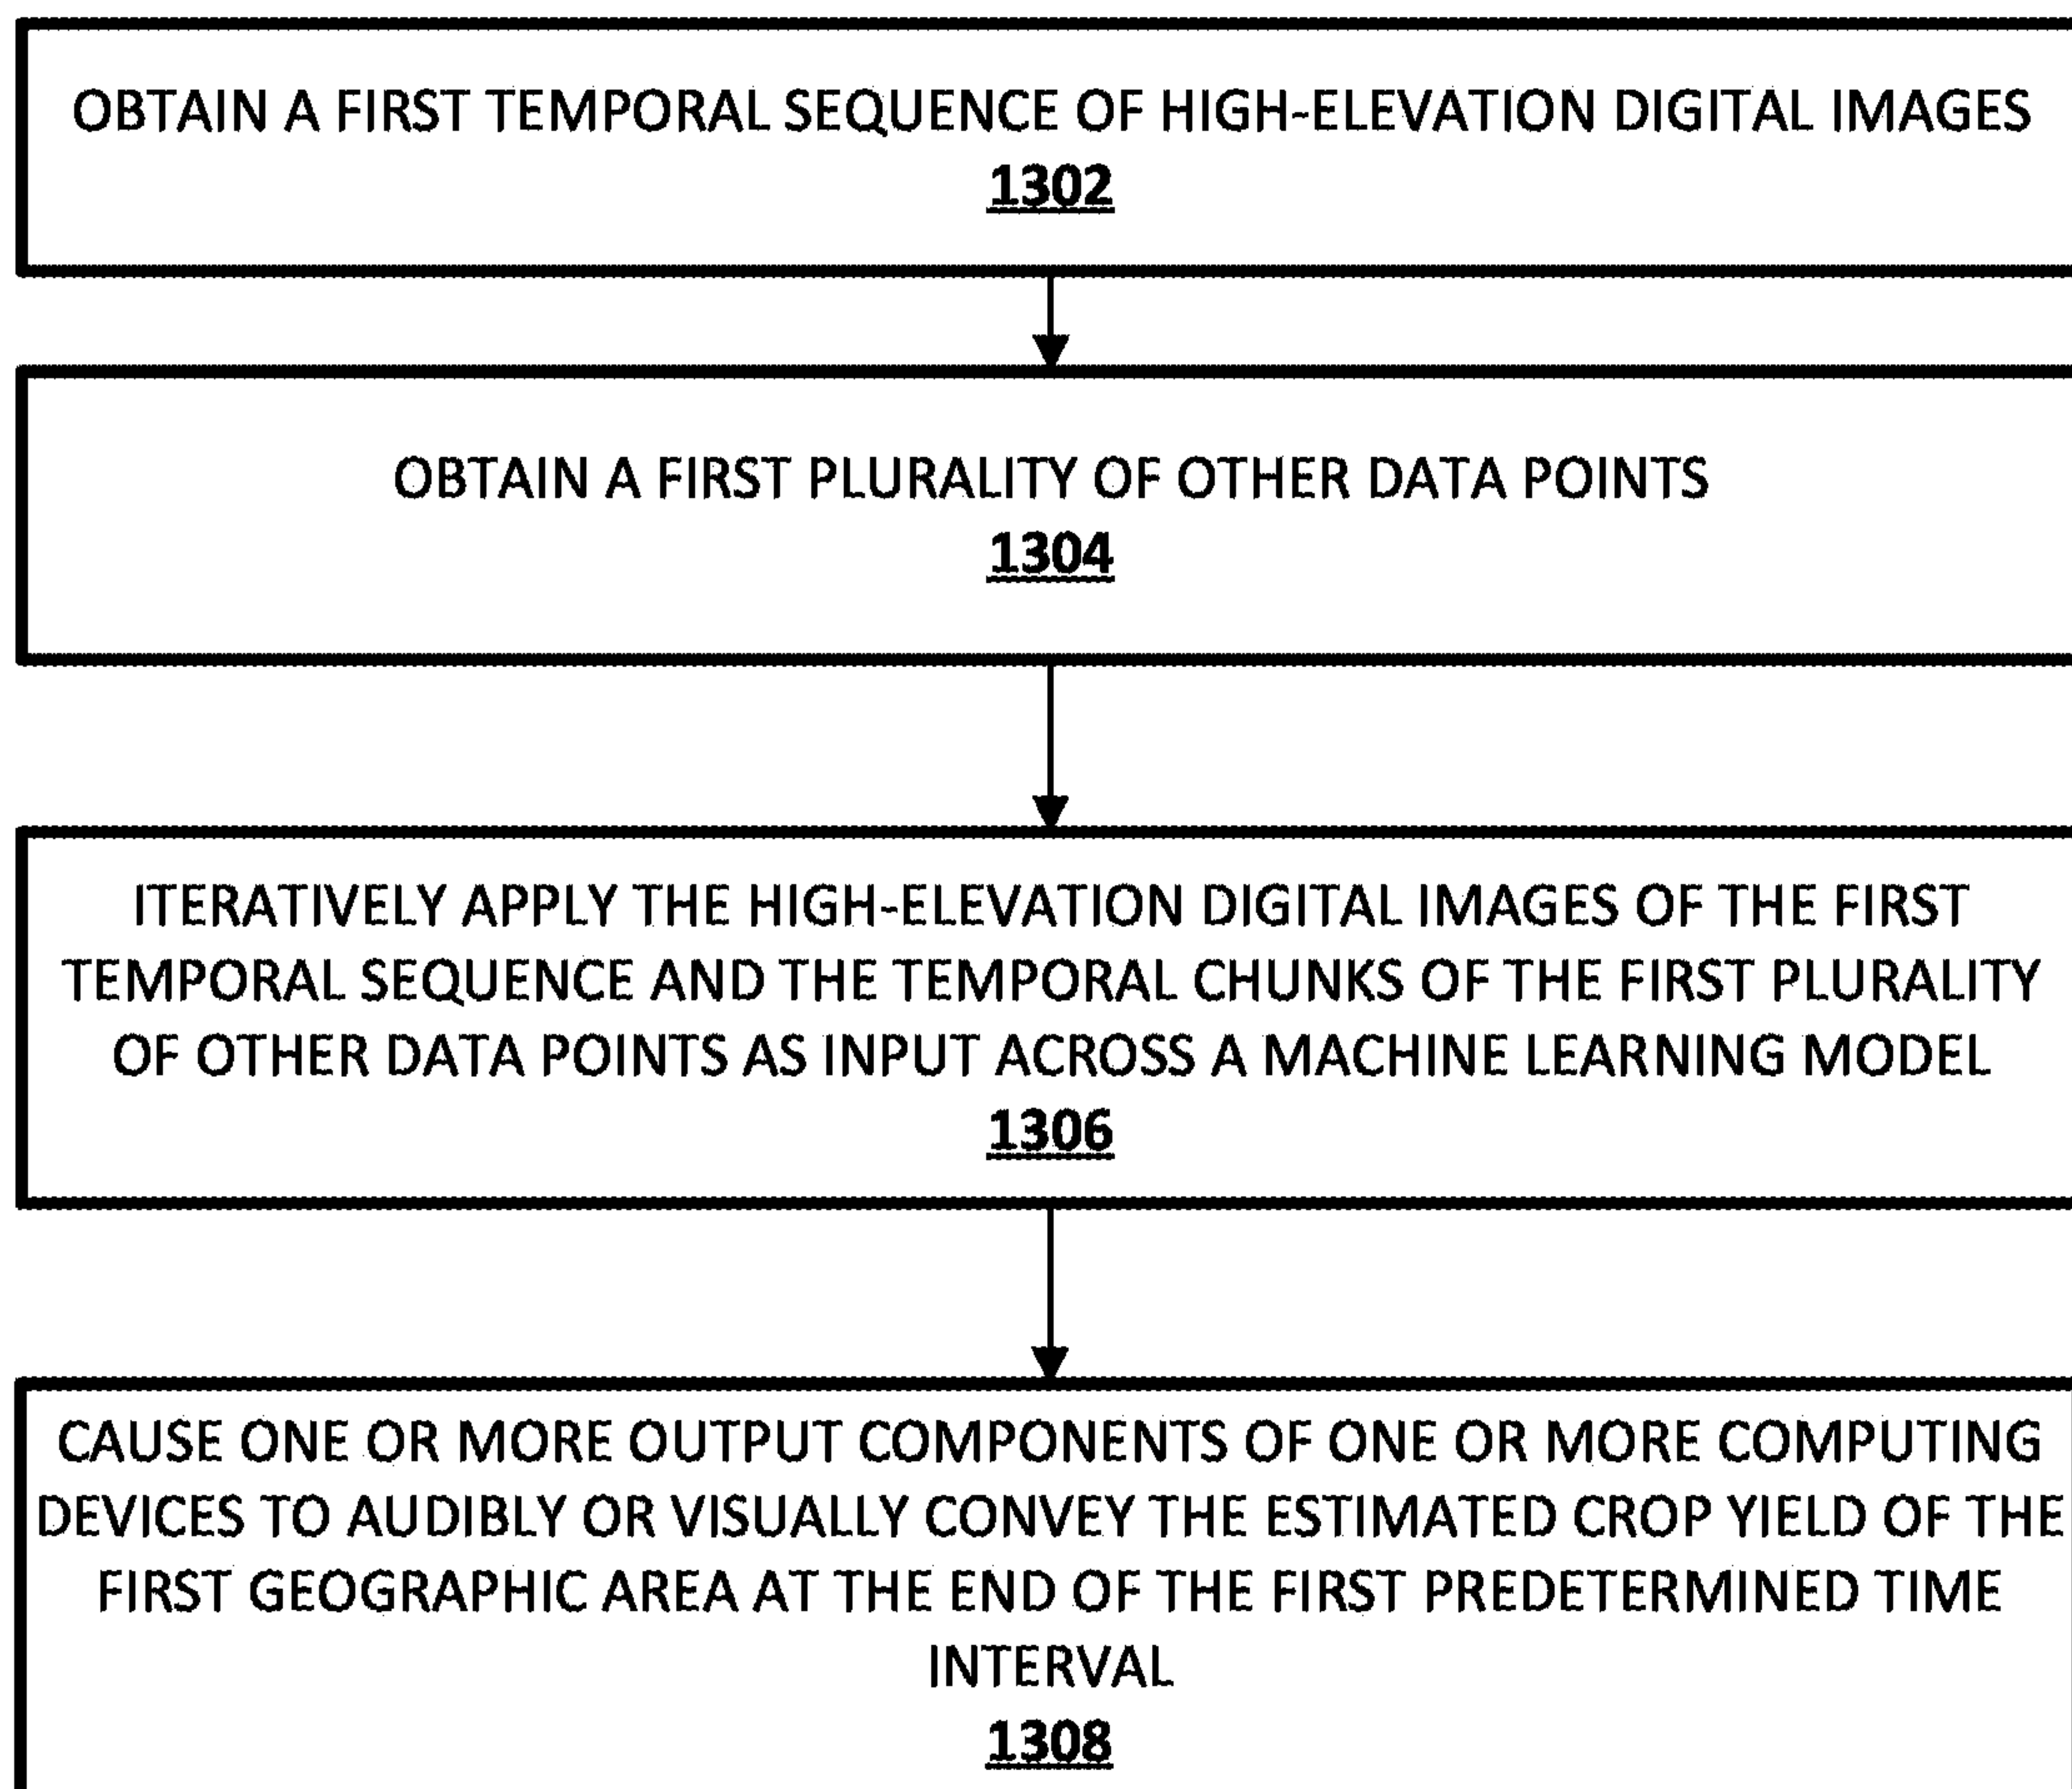 OBTAIN A FIRST TEMPORAL SEQUENCE OF HIGH-ELEVATION DIGITAL IMAGES
1302
OBTAIN A FIRST PLURALITY OF OTHER DATA POINTS
1304
ITERATIVELY APPLY THE HIGH-ELEVATION DIGITAL IMAGES OF THE FIRST
TEMPORAL SEQUENCE AND THE TEMPORAL CHUNKS OF THE FIRST PLURALITY
OF OTHER DATA POINTS AS INPUT ACROSS A MACHINE LEARNING MODEL
1306
CAUSE ONE OR MORE OUTPUT COMPONENTS OF ONE OR MORE COMPUTING
DEVICES TO AUDIBLY OR VISUALLY CONVEY THE ESTIMATED CROP YIELD OF THE
FIRST GEOGRAPHIC AREA AT THE END OF THE FIRST PREDETERMINED TIME
INTERVAL
1308